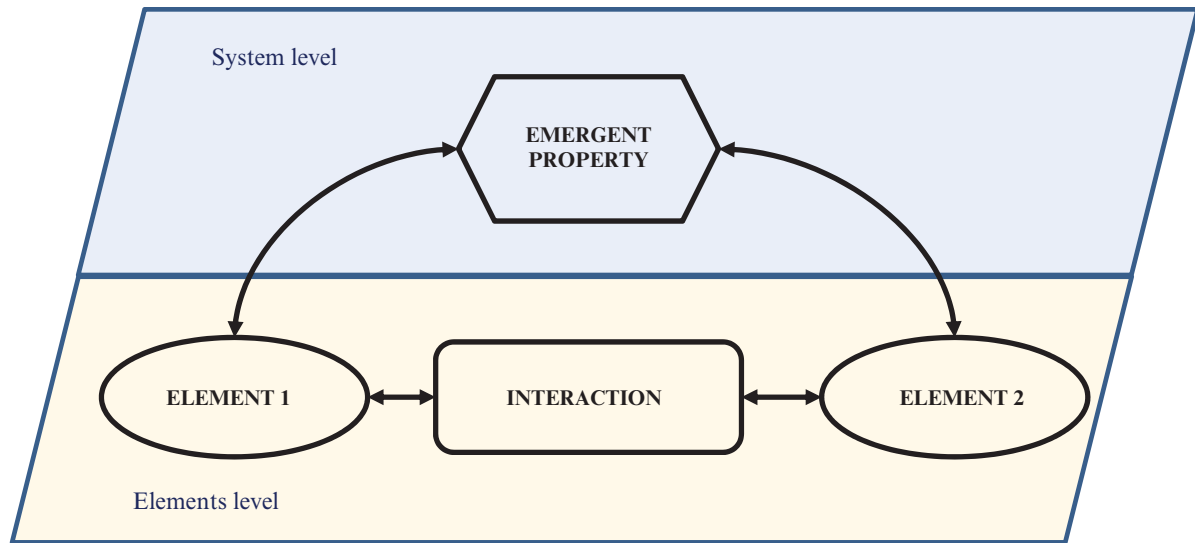 System level
EMERGENT
PROPERTY
ELEMENT 1
INTERACTION
ELEMENT 2
Elements level